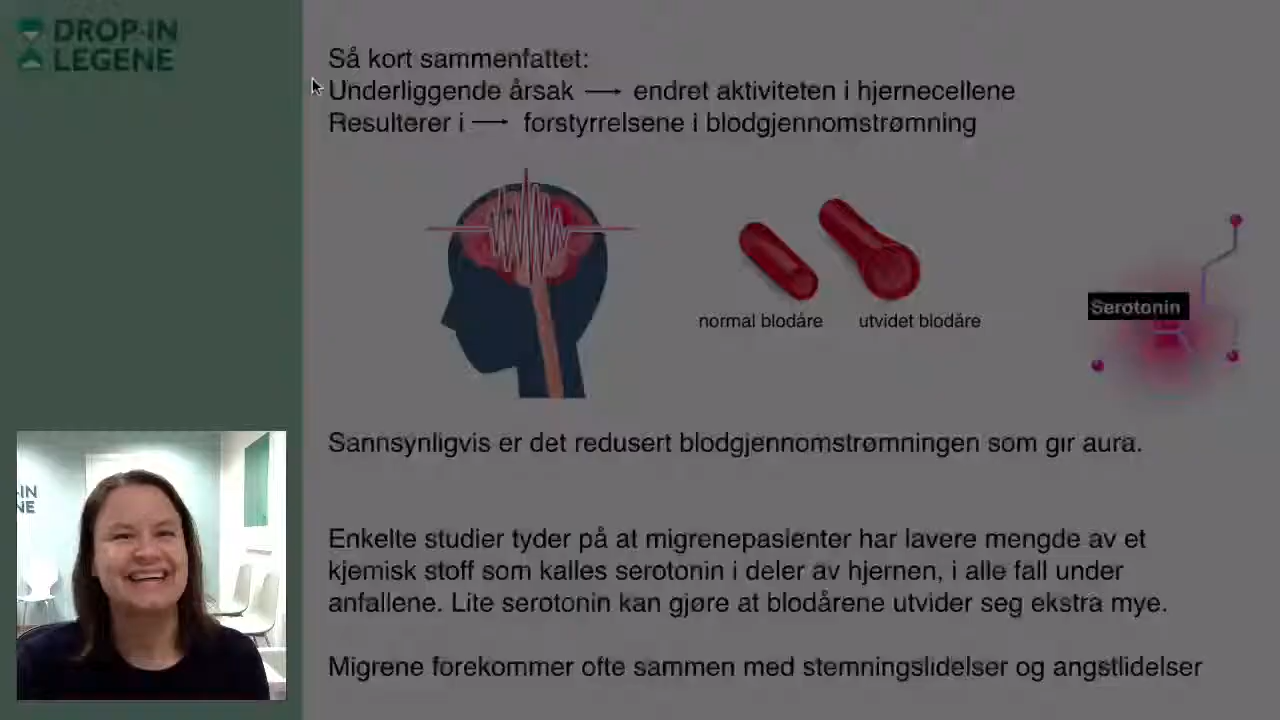 DROP-IN
LEGENE
Så kort sammenfattet:
Underliggende årsak → endret aktiviteten i hjernecellene
Resulterer i → forstyrrelsene i blodgjennomstrømning
normal blodåre
utvidet blodåre
Serotonin
Sannsynligvis er det redusert blodgjennomstrømningen som gir aura.
-IN
NE
Enkelte studier tyder på at migrenepasienter har lavere mengde av et
kjemisk stoff som kalles serotonin i deler av hjernen, i alle fall under
anfallene. Lite serotonin kan gjøre at blodårene utvider seg ekstra mye.
Migrene forekommer ofte sammen med stemningslidelser og angstlidelser